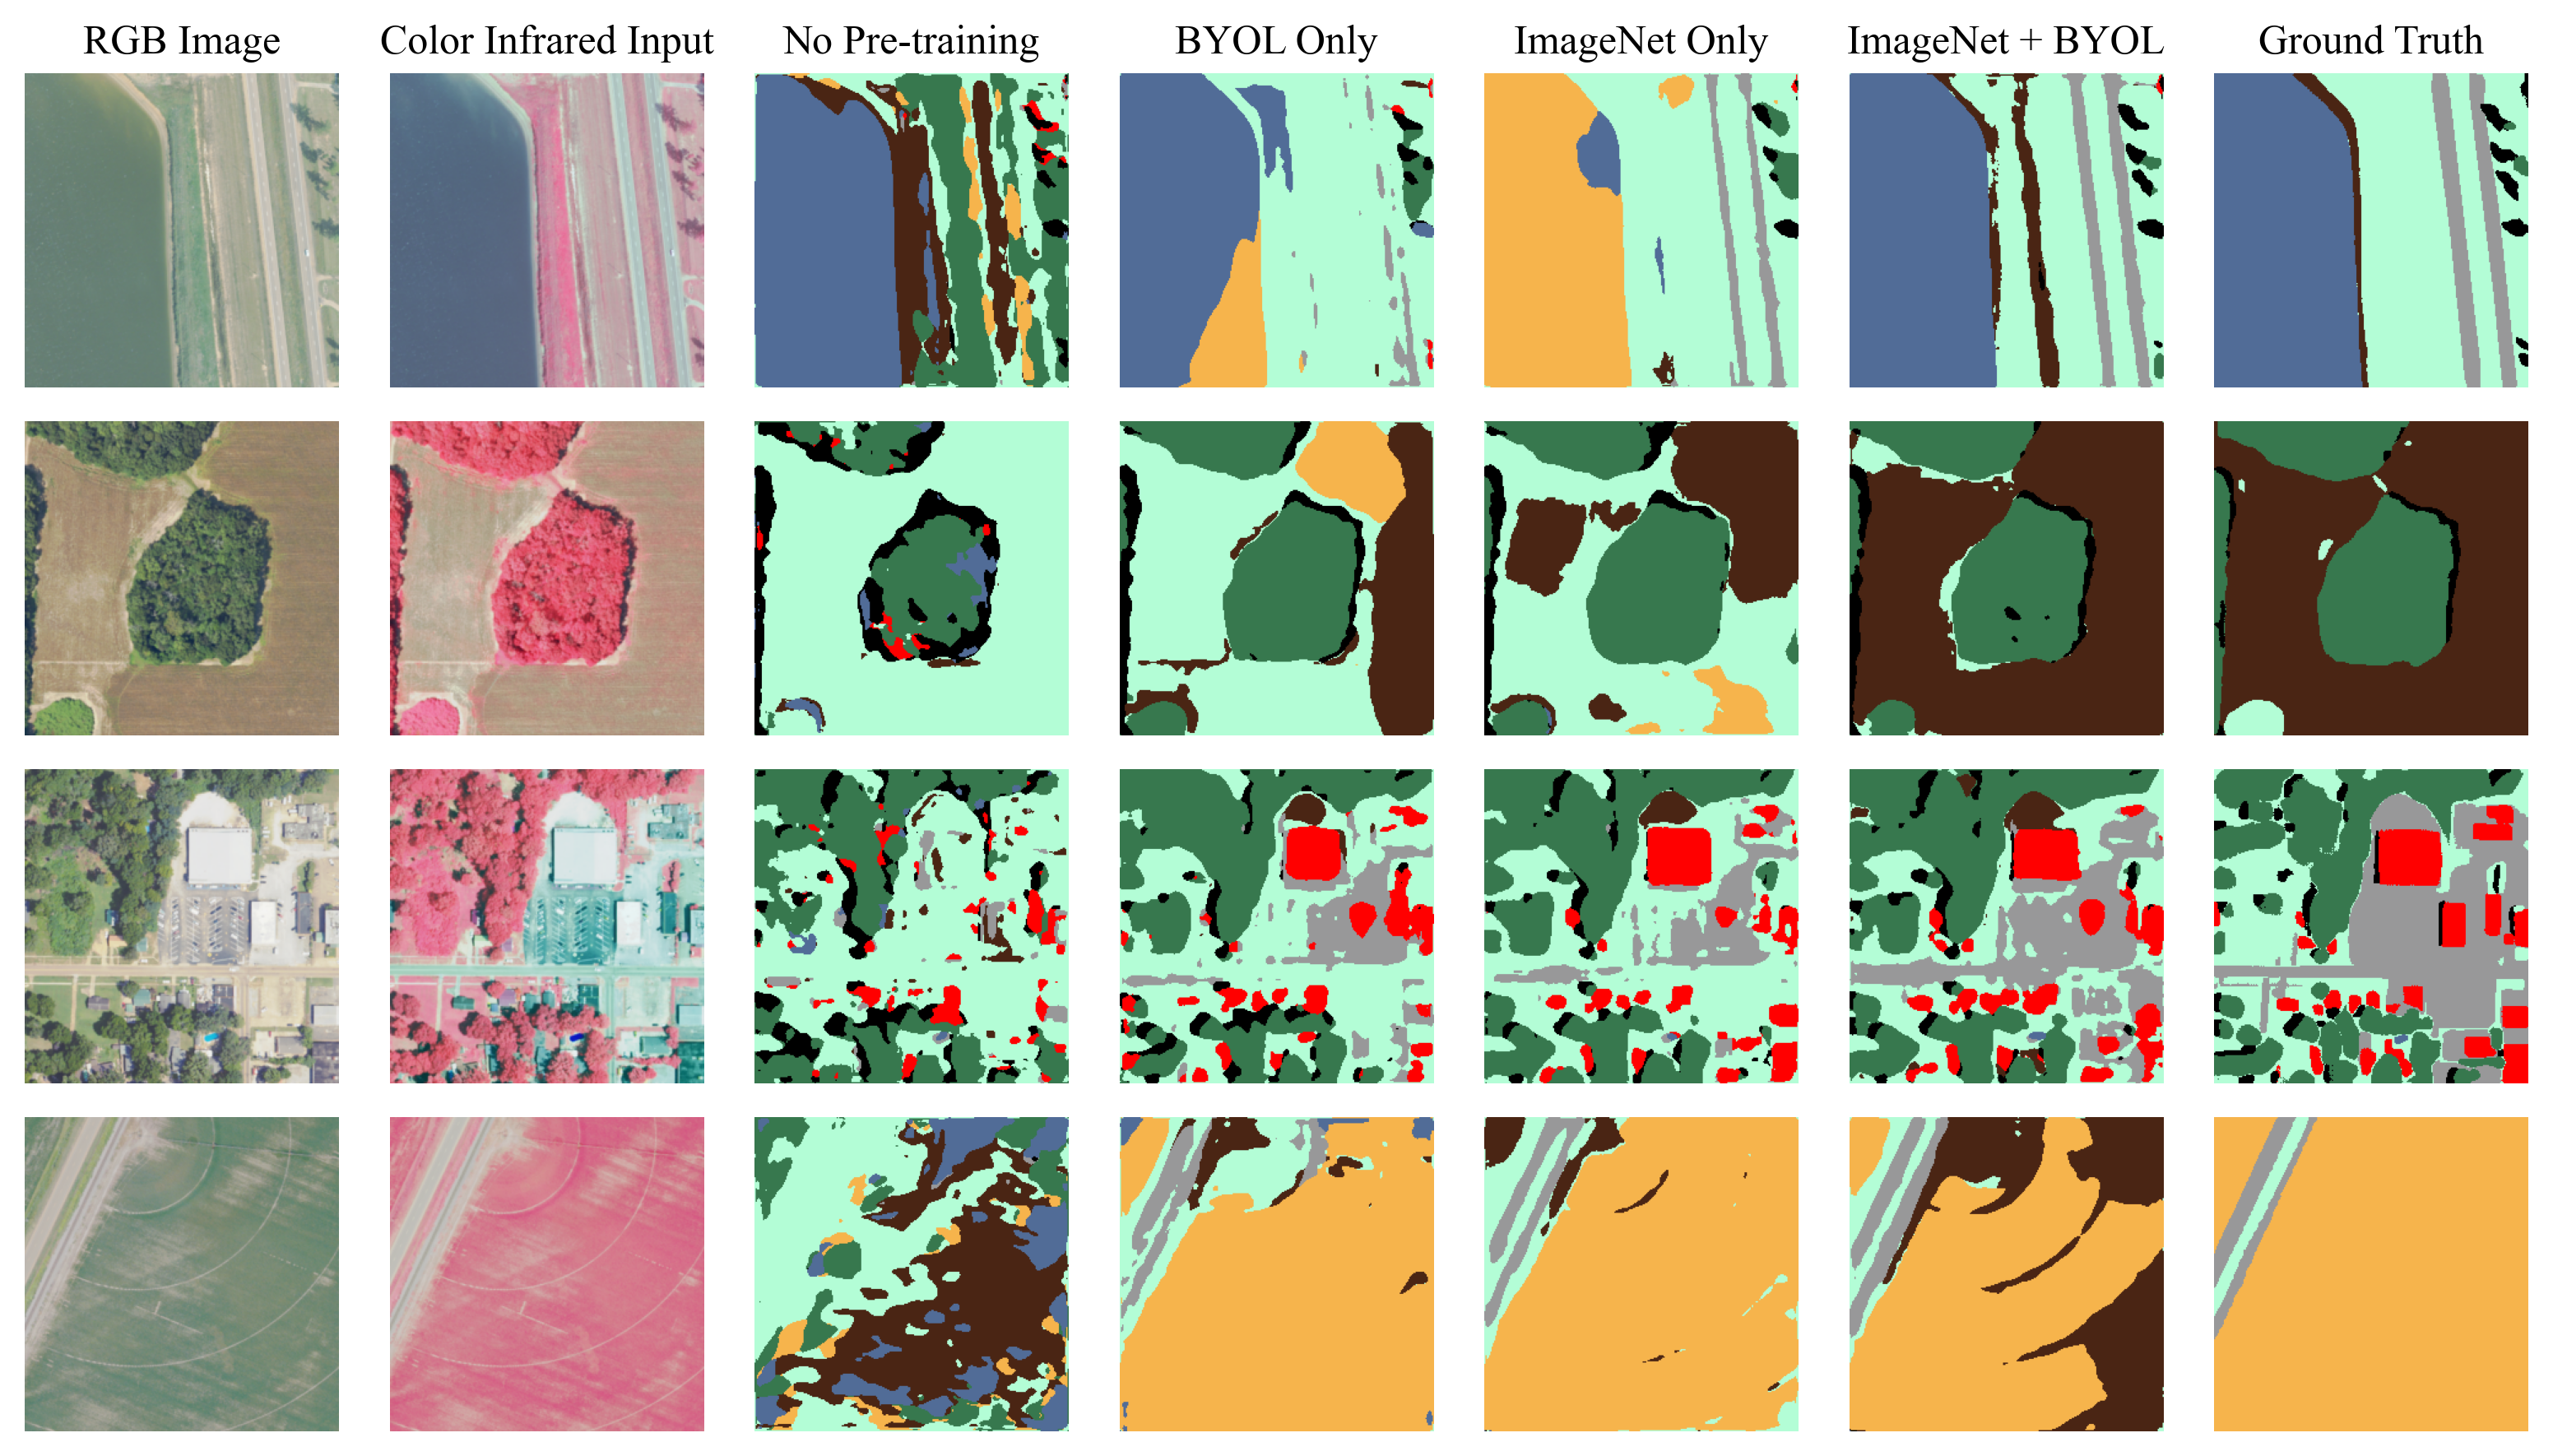 RGB Image
Color Infrared Input
No Pre-training
BYOL Only
ImageNet Only
ImageNet + BYOL
Ground Truth